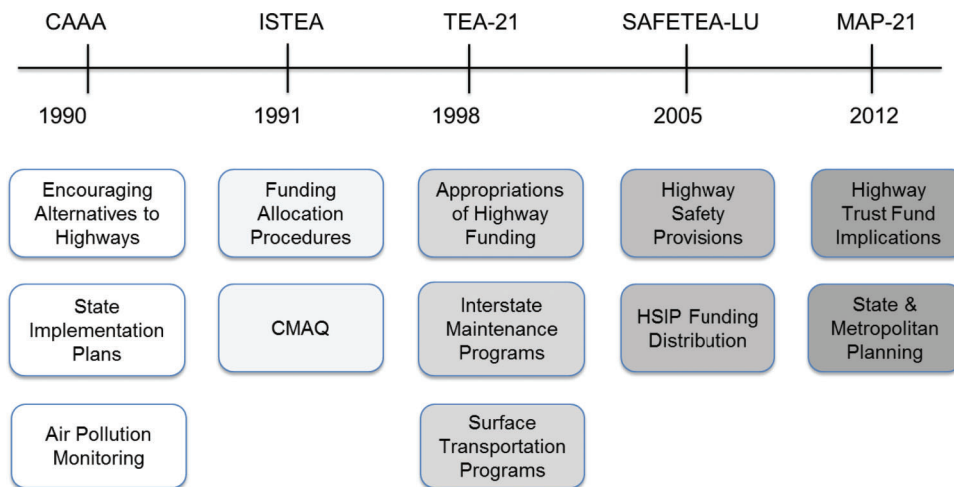 CAAA
ISTEA
TEA-21
SAFETEA-LU
MAP-21
1990
1991
1998
2005
2012
Encouraging
Alternatives to
Highways
Funding
Allocation
Procedures
Appropriations
of Highway
Funding
Highway
Safety
Provisions
Highway
Trust Fund
Implications
State
Implementation
Plans
CMAQ
Interstate
Maintenance
Programs
HSIP Funding
Distribution
State &
Metropolitan
Planning
Air Pollution
Monitoring
Surface
Transportation
Programs